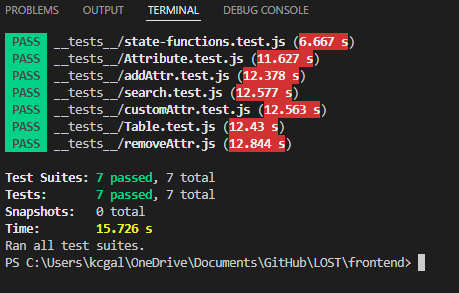 PROBLEMS OUTPUT TERMINAL DEBUG CONSOLE
PASS __tests__/state-functions.test.js (6.667 s)
PASS __tests__/Attribute.test.js (11.627 s)
PASS __tests__/addAttr.test.js (12.378 s)
PASS __tests__/search.test.js (12.577 s)
PASS __tests__/customAttr.test.js (12.563 s)
PASS __tests__/Table.test.js (12.43 s)
PASS __tests__/removeAttr.js (12.844 s)
Test Suites: 7 passed, 7 total
Tests: 7 passed, 7 total
Snapshots: 0 total
Time: 15.726 s
Ran all test suites.
PS C:\Users\kcgal\OneDrive\Documents\GitHub\LOST\frontend>